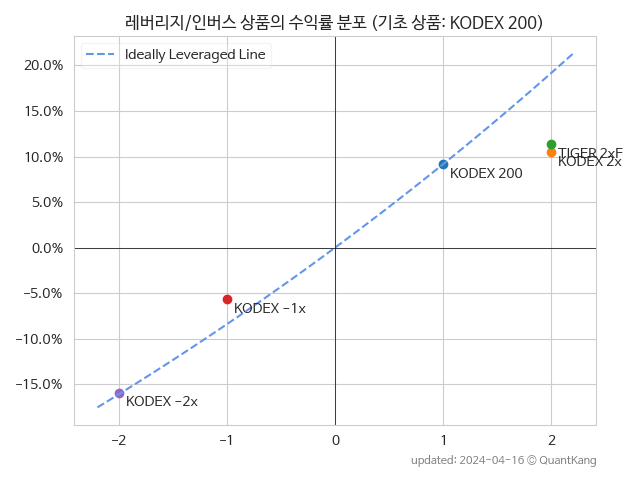 레버리지/인버스 상품의 수익률 분포 (기초 상품: KODEX 200)
Ideally Leveraged Line
20.0%
15.0%
10.0%
5.0%
0.0%
−5.0%
−10.0%
−15.0%
TIGER 2xF
KODEX 2x
KODEX 200
KODEX −1x
KODEX −2x
−2 −1 0 1 2
updated: 2024-04-16 © QuantKang